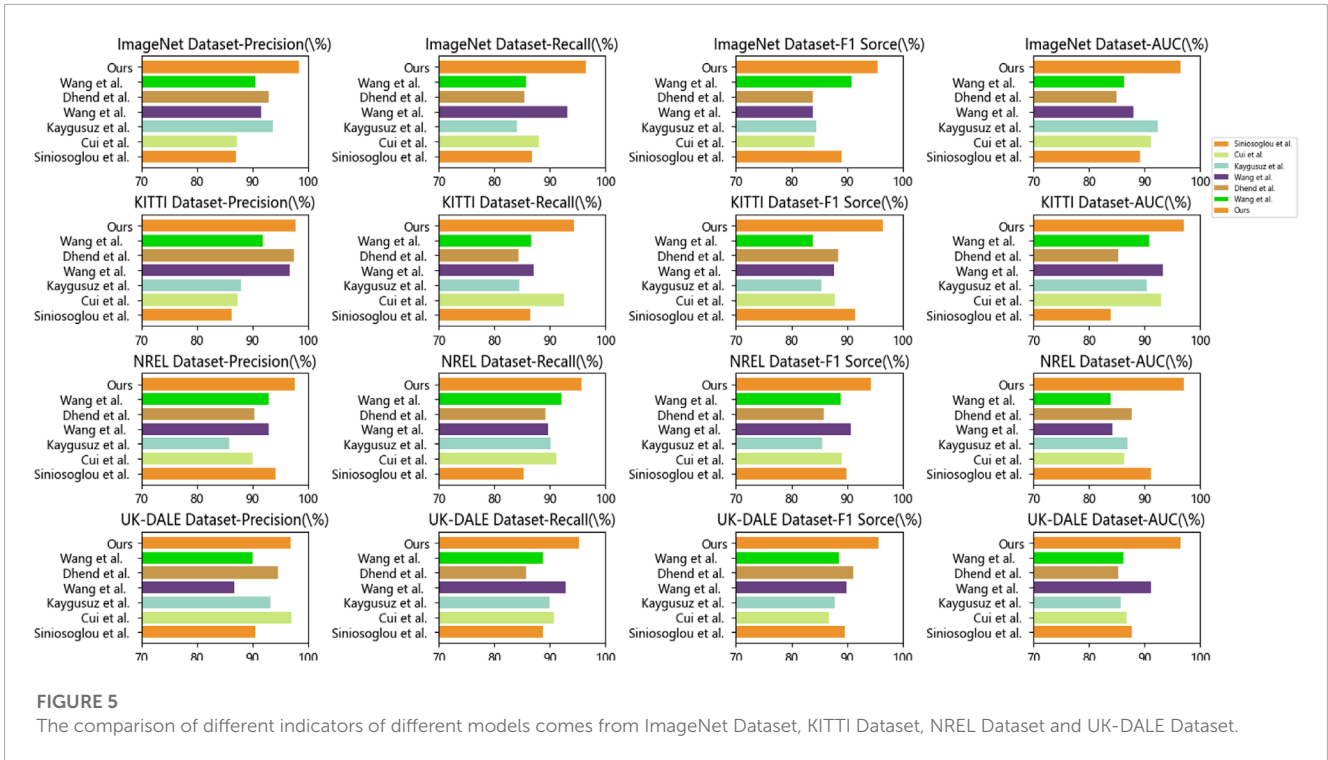 ImageNet Dataset-Precision(\%)
Ours
Wang et al.
Dhend et al.
Wang et al.
Kaygusuz et al.
Cui et al.
Siniosoglou et al.
70 80 90 100
ImageNet Dataset-Recall(\%)
Ours
Wang et al.
Dhend et al.
Wang et al.
Kaygusuz et al.
Cui et al.
Siniosoglou et al.
70 80 90 100
ImageNet Dataset-F1 Sorce(\%)
Ours
Wang et al.
Dhend et al.
Wang et al.
Kaygusuz et al.
Cui et al.
Siniosoglou et al.
70 80 90 100
ImageNet Dataset-AUC(\%)
Ours
Wang et al.
Dhend et al.
Wang et al.
Kaygusuz et al.
Cui et al.
Siniosoglou et al.
70 80 90 100
Siniosoglou et al.
Cui et al.
Kaygusuz et al.
Wang et al.
Dhend et al.
Wang et al.
Ours
KITTI Dataset-Precision(\%)
Ours
Wang et al.
Dhend et al.
Wang et al.
Kaygusuz et al.
Cui et al.
Siniosoglou et al.
70 80 90 100
KITTI Dataset-Recall(\%)
Ours
Wang et al.
Dhend et al.
Wang et al.
Kaygusuz et al.
Cui et al.
Siniosoglou et al.
70 80 90 100
KITTI Dataset-F1 Sorce(\%)
Ours
Wang et al.
Dhend et al.
Wang et al.
Kaygusuz et al.
Cui et al.
Siniosoglou et al.
70 80 90 100
KITTI Dataset-AUC(\%)
Ours
Wang et al.
Dhend et al.
Wang et al.
Kaygusuz et al.
Cui et al.
Siniosoglou et al.
70 80 90 100
NREL Dataset-Precision(\%)
Ours
Wang et al.
Dhend et al.
Wang et al.
Kaygusuz et al.
Cui et al.
Siniosoglou et al.
70 80 90 100
NREL Dataset-Recall(\%)
Ours
Wang et al.
Dhend et al.
Wang et al.
Kaygusuz et al.
Cui et al.
Siniosoglou et al.
70 80 90 100
NREL Dataset-F1 Sorce(\%)
Ours
Wang et al.
Dhend et al.
Wang et al.
Kaygusuz et al.
Cui et al.
Siniosoglou et al.
70 80 90 100
NREL Dataset-AUC(\%)
Ours
Wang et al.
Dhend et al.
Wang et al.
Kaygusuz et al.
Cui et al.
Siniosoglou et al.
70 80 90 100
UK-DALE Dataset-Precision(\%)
Ours
Wang et al.
Dhend et al.
Wang et al.
Kaygusuz et al.
Cui et al.
Siniosoglou et al.
70 80 90 100
UK-DALE Dataset-Recall(\%)
Ours
Wang et al.
Dhend et al.
Wang et al.
Kaygusuz et al.
Cui et al.
Siniosoglou et al.
70 80 90 100
UK-DALE Dataset-F1 Sorce(\%)
Ours
Wang et al.
Dhend et al.
Wang et al.
Kaygusuz et al.
Cui et al.
Siniosoglou et al.
70 80 90 100
UK-DALE Dataset-AUC(\%)
Ours
Wang et al.
Dhend et al.
Wang et al.
Kaygusuz et al.
Cui et al.
Siniosoglou et al.
70 80 90 100
FIGURE 5
The comparison of different indicators of different models comes from ImageNet Dataset, KITTI Dataset, NREL Dataset and UK-DALE Dataset.